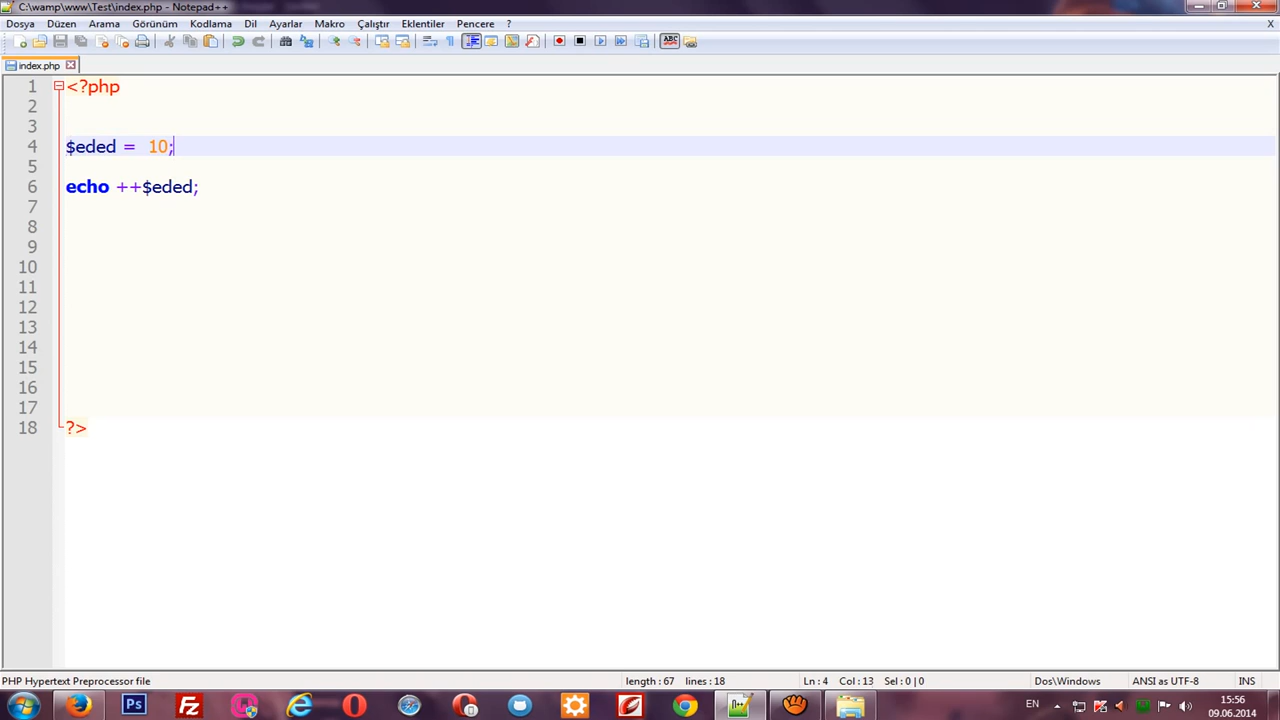 C:\wamp\www\Test\index.php - Notepad++
Dosya Düzen Arama Görünüm Kodlama Dil Ayarlar Makro Çalıştır Eklentiler Pencere ? X
ABC
index.php
1 <?php
2
3
4 $eded =  10;
5
6 echo ++$eded;
7
8
9
10
11
12
13
14
15
16
17
18 ?>
PHP Hypertext Preprocessor file length : 67 lines : 18 Ln : 4 Col : 13 Sel : 0 | 0 Dos\Windows ANSI as UTF-8 INS
Ps Fz EN 15:56
09.06.2014